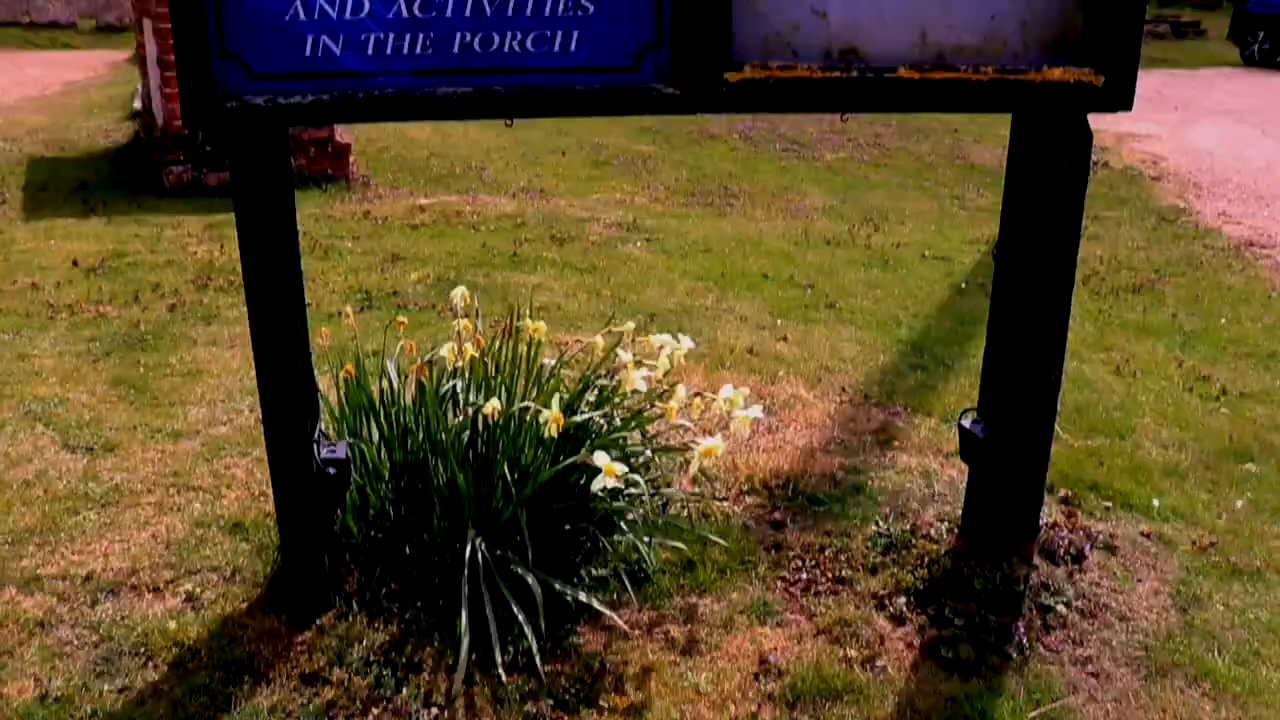 AND ACTIVITIES
IN THE PORCH